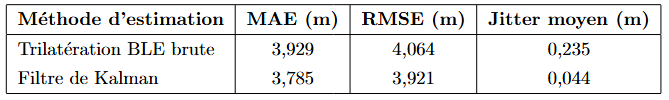 Méthode d'estimation MAE (m) RMSE (m) Jitter moyen (m)
Trilatération BLE brute 3,929 4,064 0,235
Filtre de Kalman 3,785 3,921 0,044